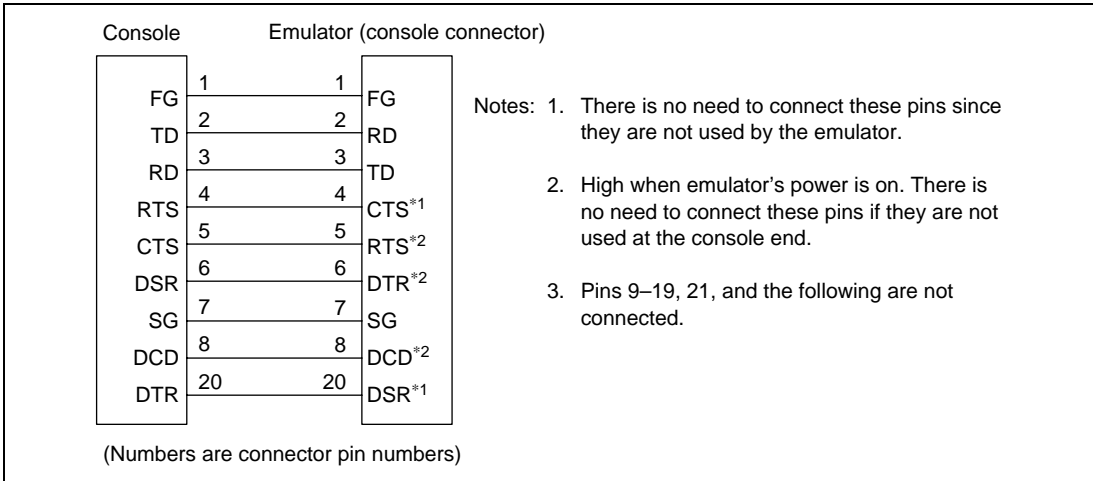 Console Emulator (console connector)
FG 1 1 FG
TD 2 2 RD
RD 3 3 TD
RTS 4 4 CTS*1
CTS 5 5 RTS*2
DSR 6 6 DTR*2
SG 7 7 SG
DCD 8 8 DCD*2
DTR 20 20 DSR*1
(Numbers are connector pin numbers)
Notes: 1. There is no need to connect these pins since
they are not used by the emulator.
2. High when emulator’s power is on. There is
no need to connect these pins if they are not
used at the console end.
3. Pins 9–19, 21, and the following are not
connected.